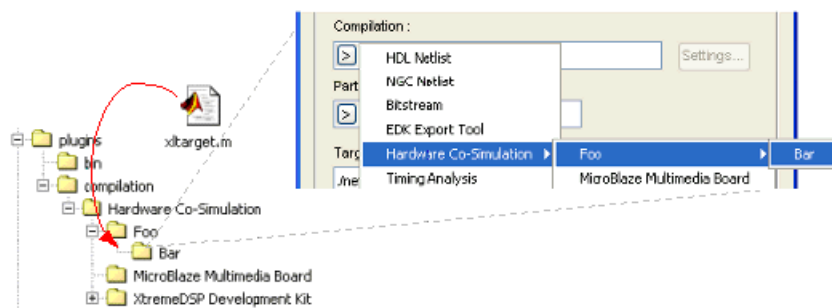 Compilation :
>
Settings...
HDL Netlist
NGC Netlist
Part
Bitstream
>
EDK Export Tool
Targ
Hardware Co-Simulation
Foo
Bar
./ne
Timing Analysis
MicroBlaze Multimedia Board
xltarget.m
plugins
bin
compilation
Hardware Co-Simulation
Foo
Bar
MicroBlaze Multimedia Board
XtremeDSP Development Kit